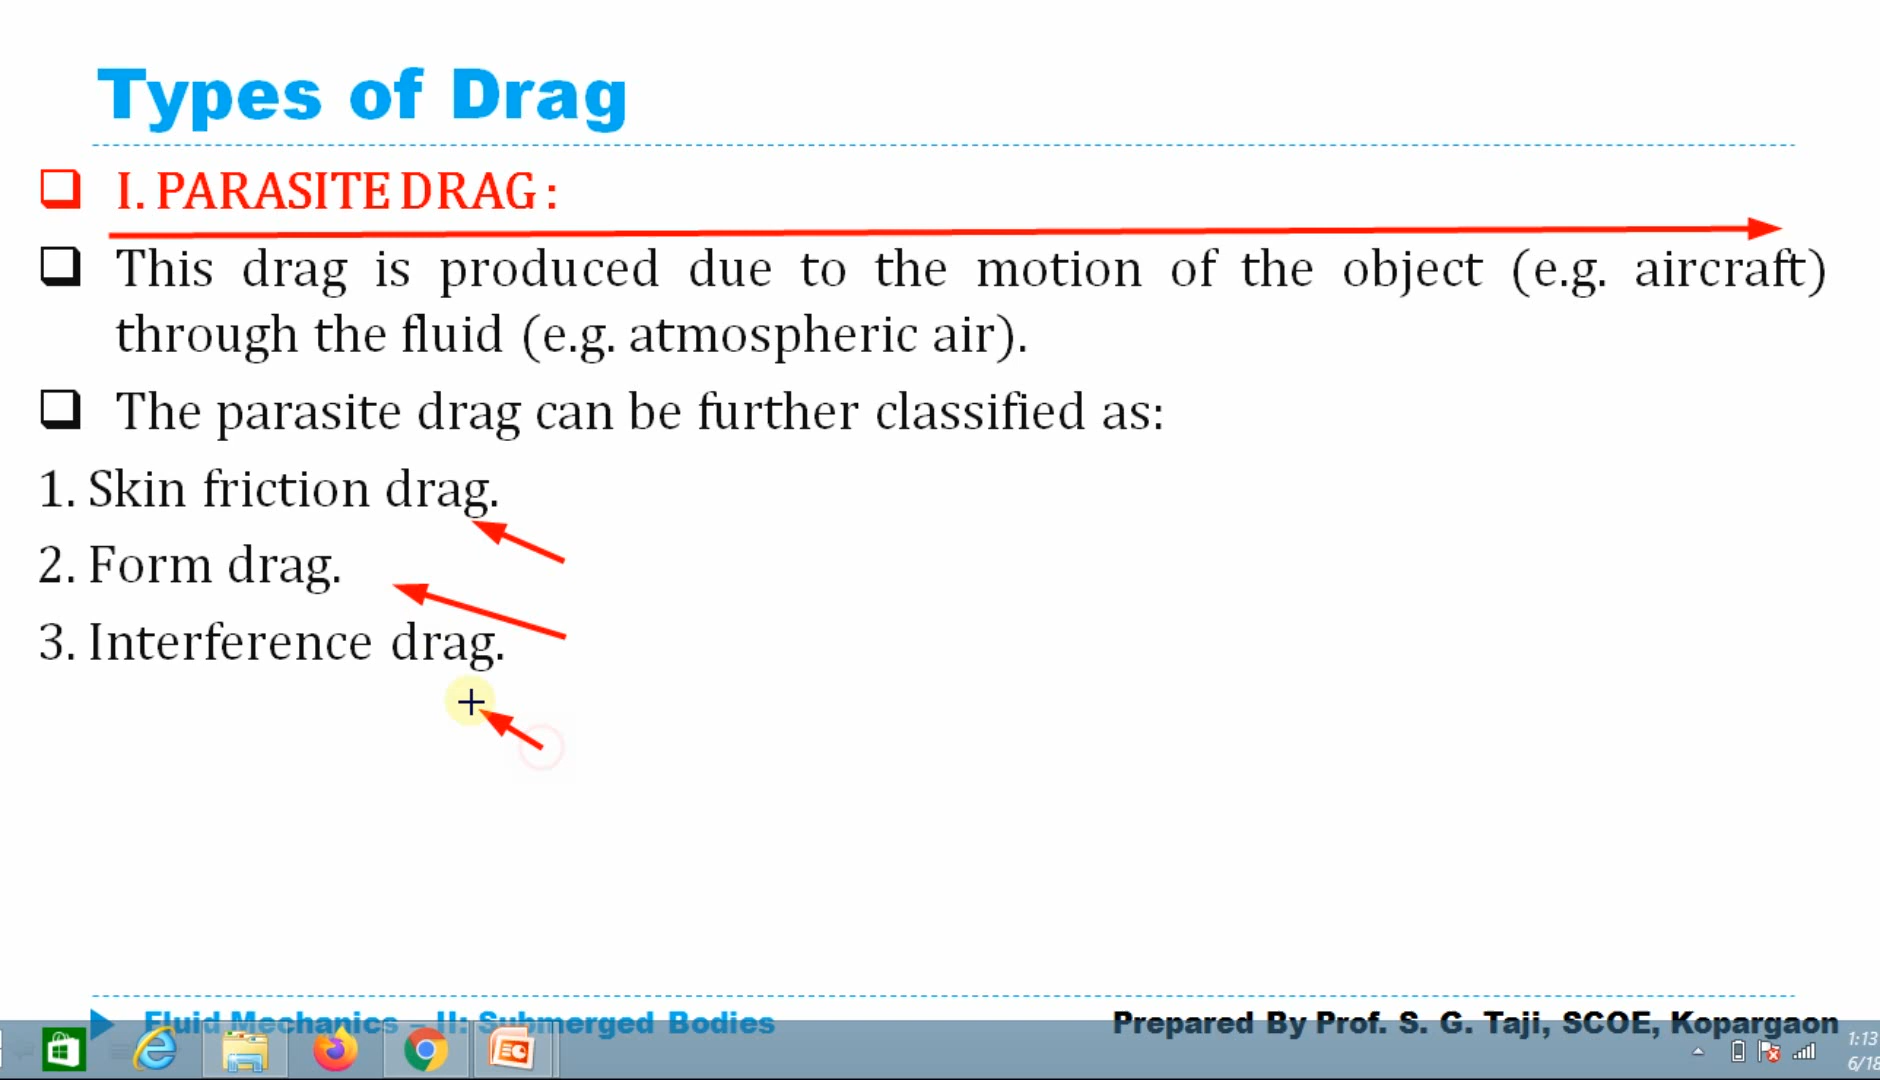 Types of Drag
I. PARASITE DRAG :
This drag is produced due to the motion of the object (e.g. aircraft)
through the fluid (e.g. atmospheric air).
The parasite drag can be further classified as:
1. Skin friction drag.
2. Form drag.
3. Interference drag.
Fluid Mechanics – II: Submerged Bodies
Prepared By Prof. S. G. Taji, SCOE, Kopargaon
1:13